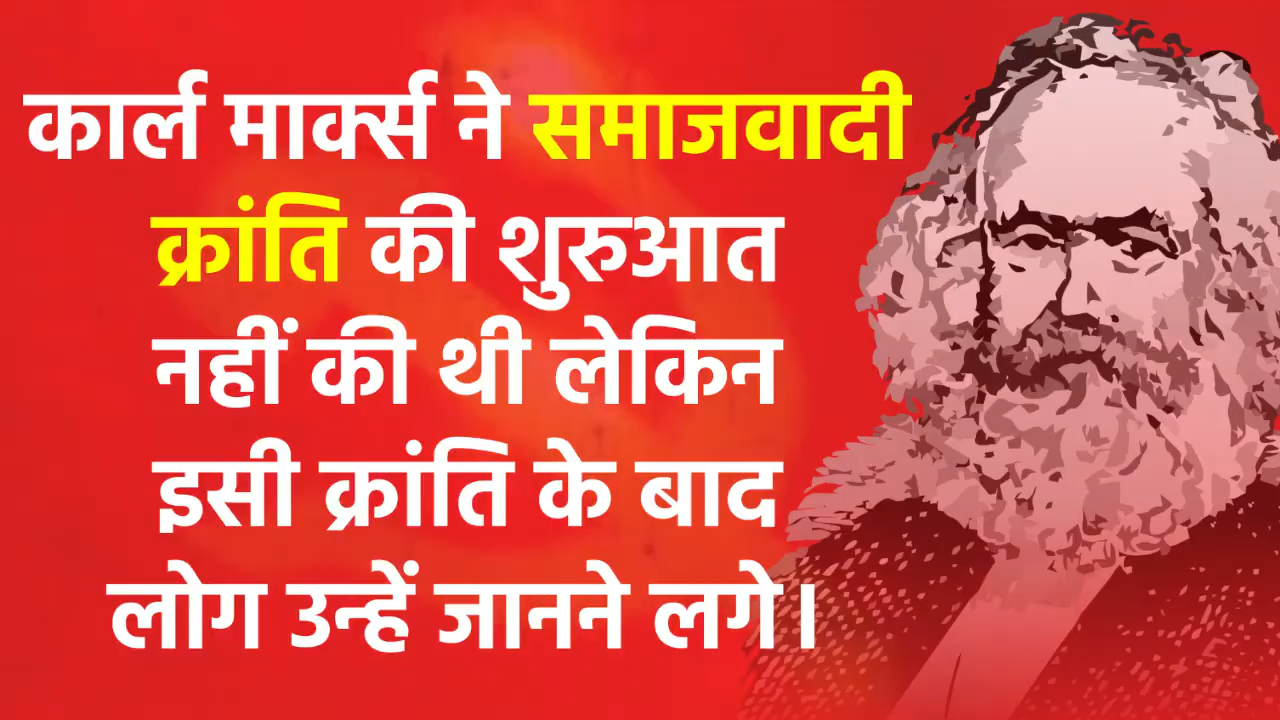 कार्ल मार्क्स ने समाजवादी
क्रांति की शुरुआत
नहीं की थी लेकिन
इसी क्रांति के बाद
लोग उन्हें जानने लगे।